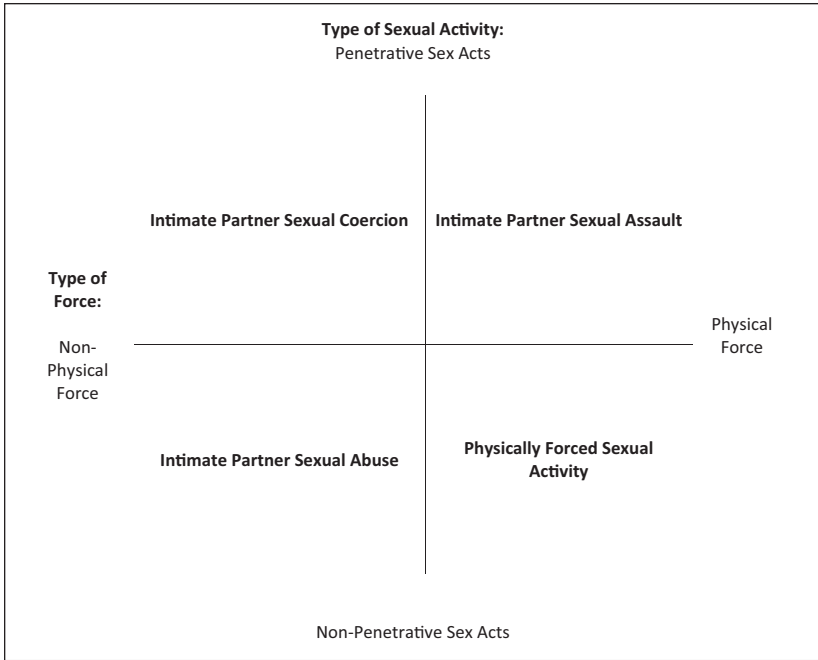 Type of Sexual Activity:
Penetrative Sex Acts
Intimate Partner Sexual Coercion
Intimate Partner Sexual Assault
Type of
Force:
Non-
Physical
Force
Physical
Force
Intimate Partner Sexual Abuse
Physically Forced Sexual
Activity
Non-Penetrative Sex Acts